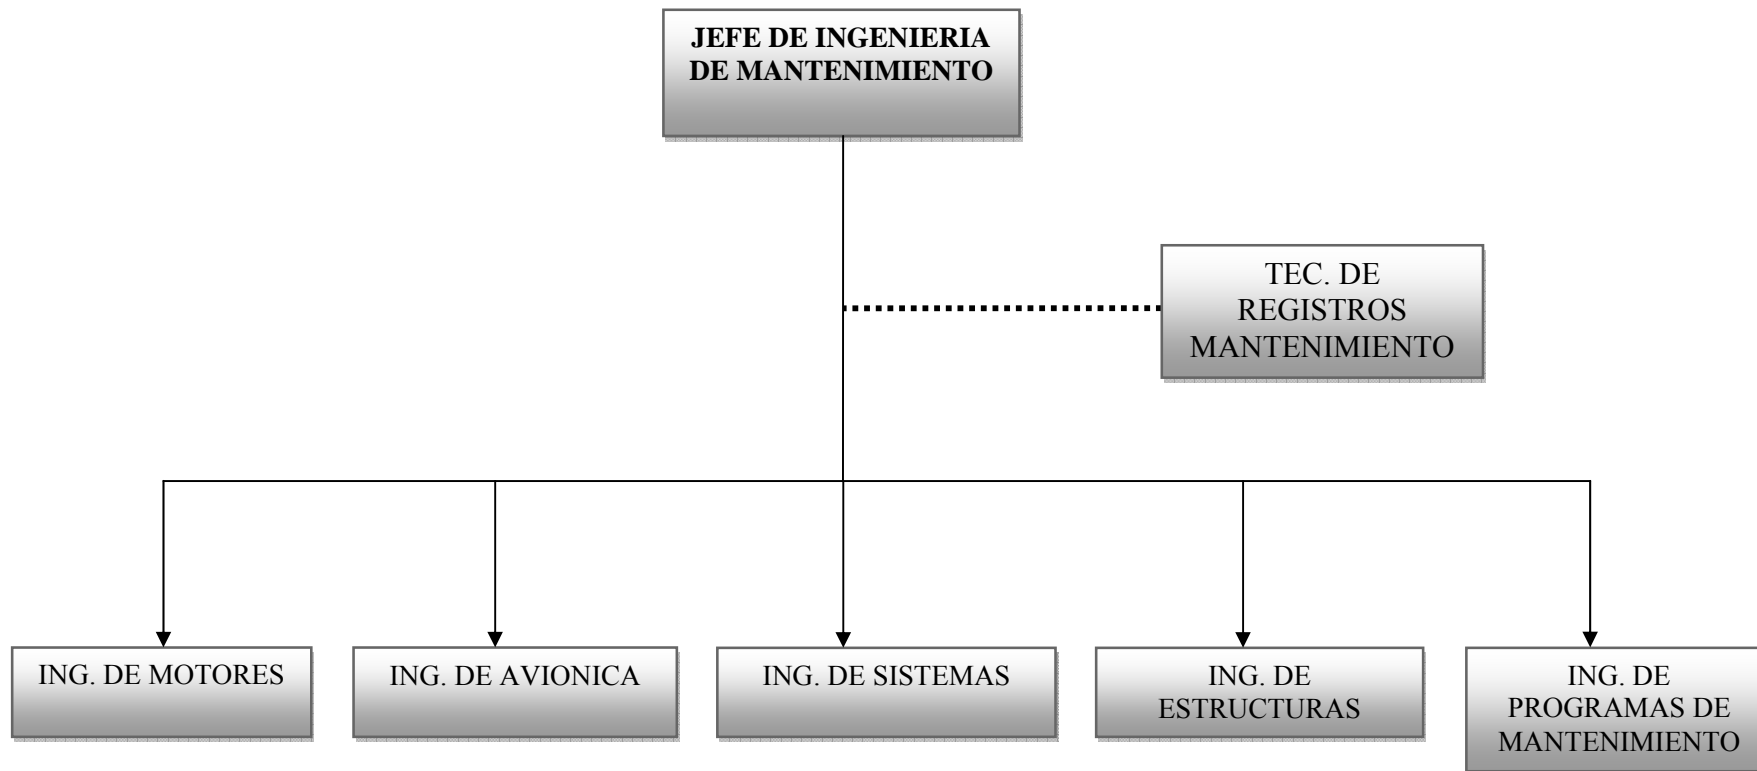 JEFE DE INGENIERIA
DE MANTENIMIENTO
TEC. DE
REGISTROS
MANTENIMIENTO
ING. DE MOTORES
ING. DE AVIONICA
ING. DE SISTEMAS
ING. DE
ESTRUCTURAS
ING. DE
PROGRAMAS DE
MANTENIMIENTO